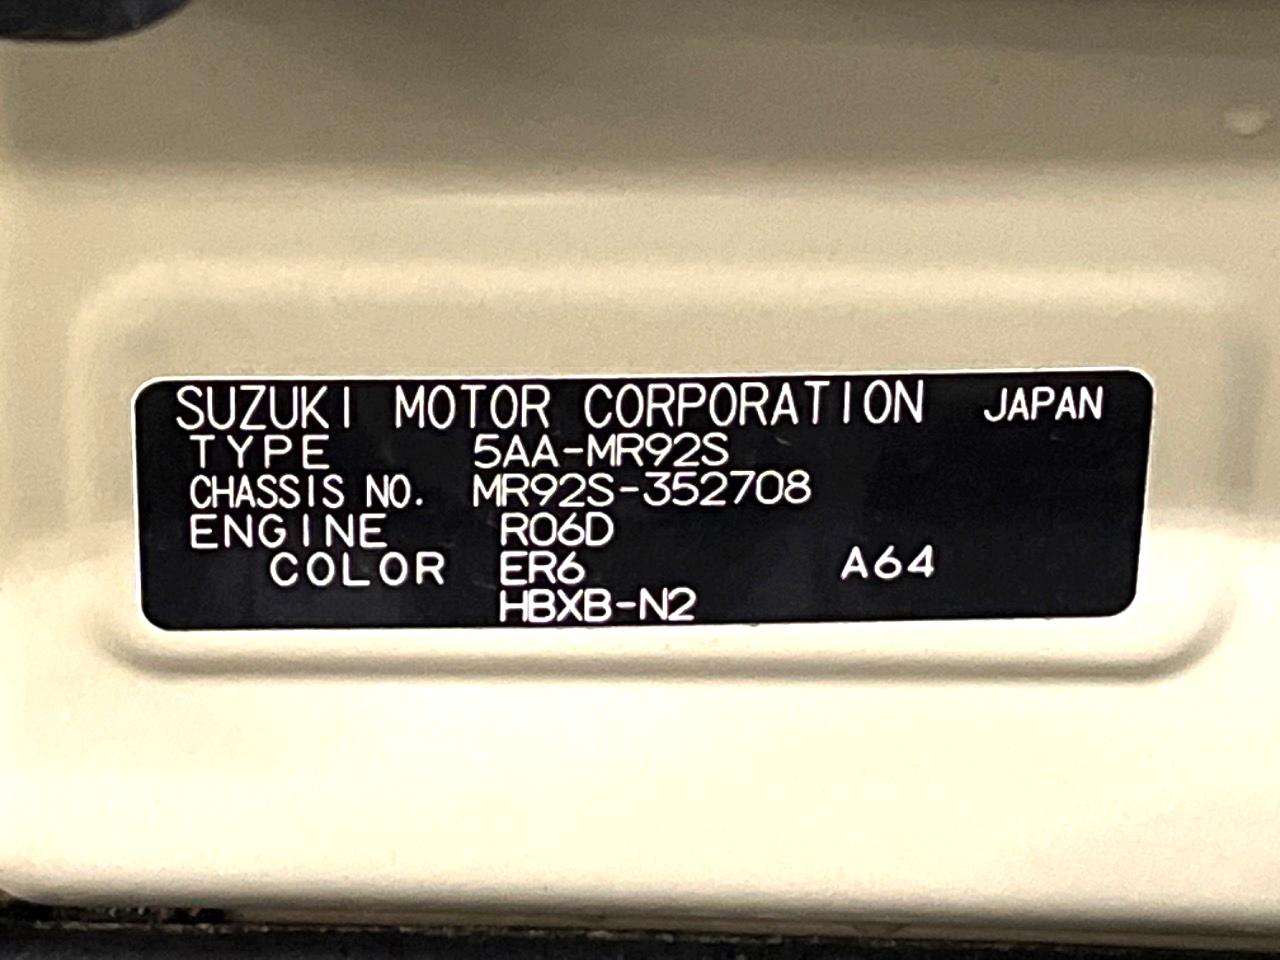 SUZUKI MOTOR CORPORATION JAPAN
TYPE 5AA-MR92S
CHASSIS NO. MR92S-352708
ENGINE R06D
COLOR ER6 A64
HBXB-N2